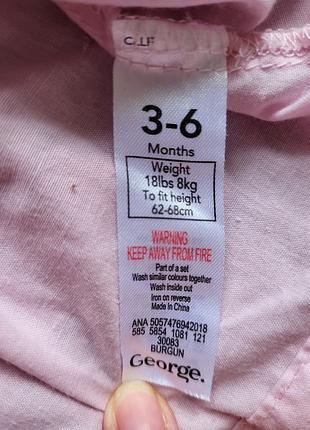 3-6
Months
Weight
18lbs 8kg
To fit height
62-68cm
WARNING
KEEP AWAY FROM FIRE
Part of a set
Wash similar colours together
Wash inside out
Iron on reverse
Made in China
ANA 5057476942018
585 5854 1081 121
30083
BURGUN
George.